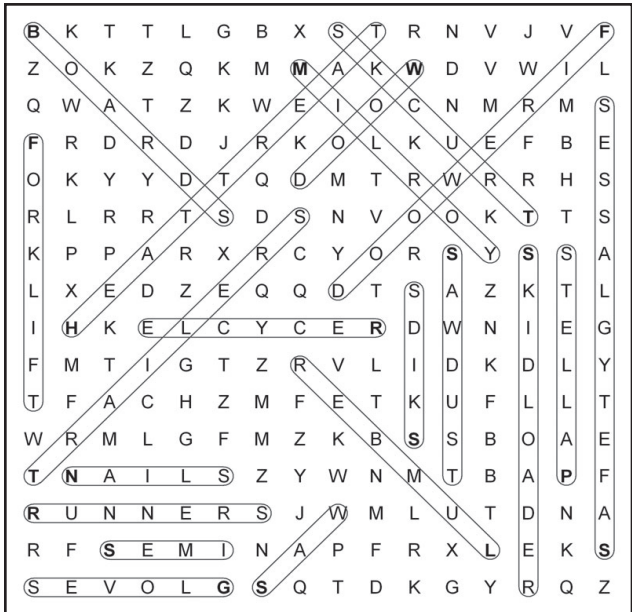 B K T T L G B X S T R N V J V F
Z O K Z Q K M M A K W D V W I L
Q W A T Z K W E I O C N M R M S
F R D R D J R K O L K U E F B E
O K Y Y D T Q D M T R W R R H S
R L R R T S D S N V O O K T T S
K P P A R X R C Y O R S Y S S A
L X E D Z E Q Q D T S A Z K T L
I H K E L C Y C E R D W N I E G
F M T I G T Z R V L I D K D L Y
T F A C H Z M F E T K U F L L T
W R M L G F M Z K B S S B O A E
T N A I L S Z Y W N M T B A P F
R U N N E R S J W M L U T D N A
R F S E M I N A P F R X L E K S
S E V O L G S Q T D K G Y R Q Z